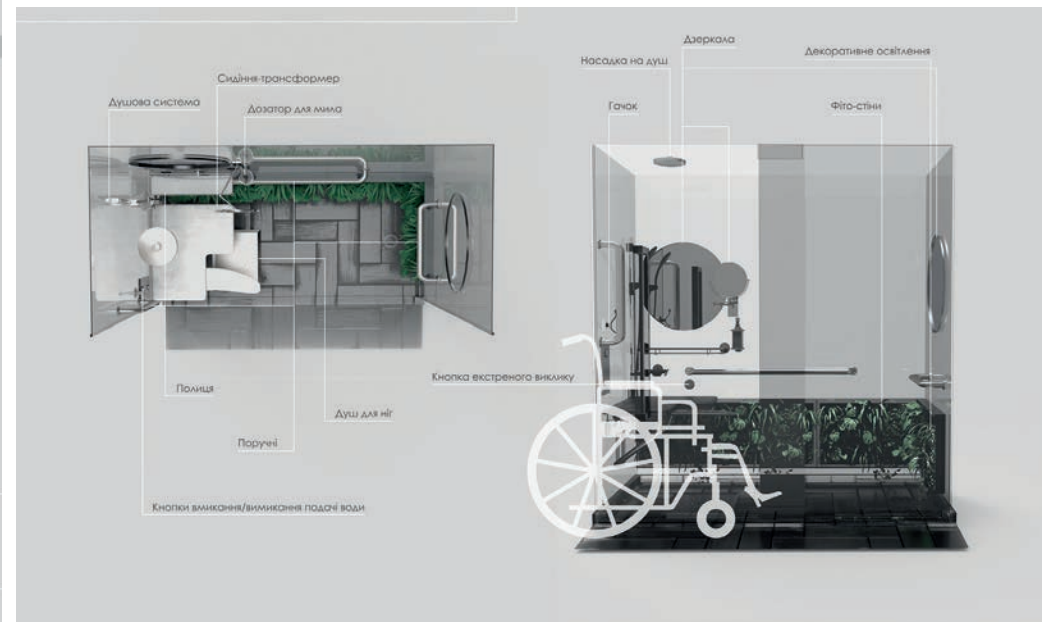 Сидіння-трансформер
Душова система
Дозатор для мила
Полиця
Душ для ніг
Поручні
Кнопки вмикання/вимикання подачі води
Дзеркала
Насадка на душ
Декоративне освітлення
Гачок
Фіто-стіни
Кнопка екстреного виклику